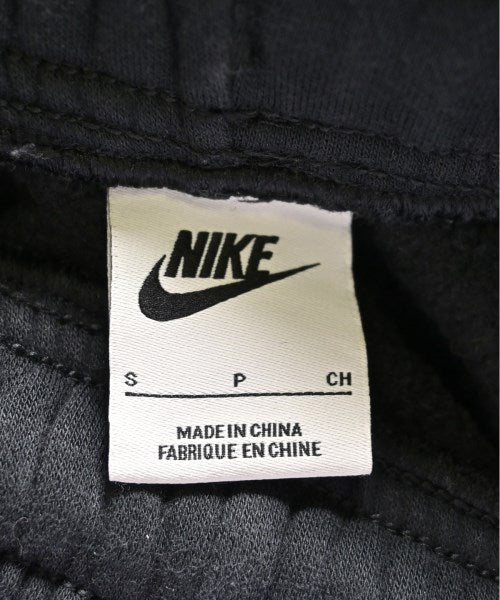 NIKE
S P CH
MADE IN CHINA
FABRIQUE EN CHINE